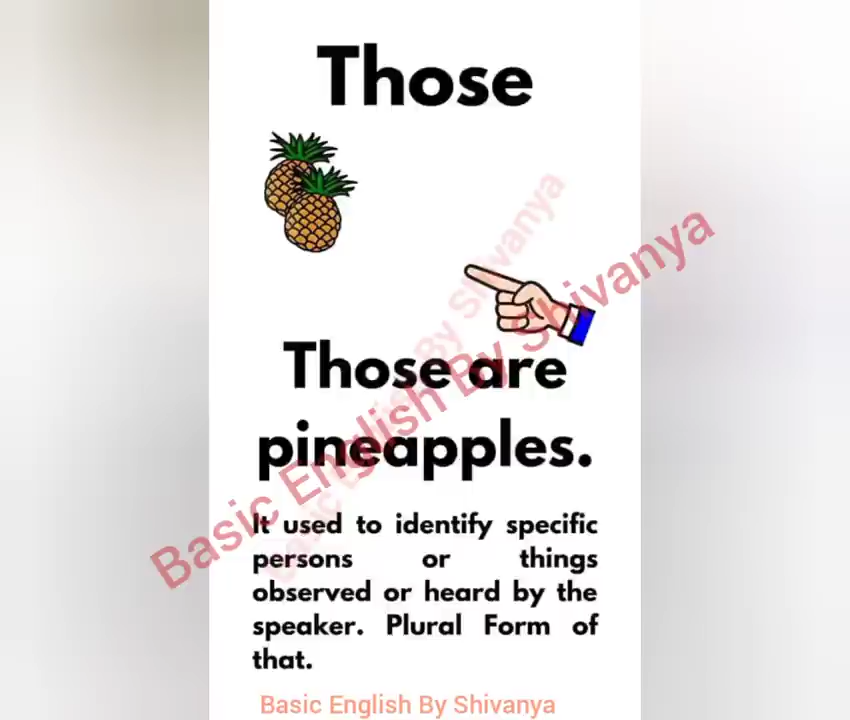 Those
Those are
pineapples.
It used to identify specific
persons or things
observed or heard by the
speaker. Plural Form of
that.
Basic English By Shivanya
Basic English By Shivanya
Basic English By Shivanya